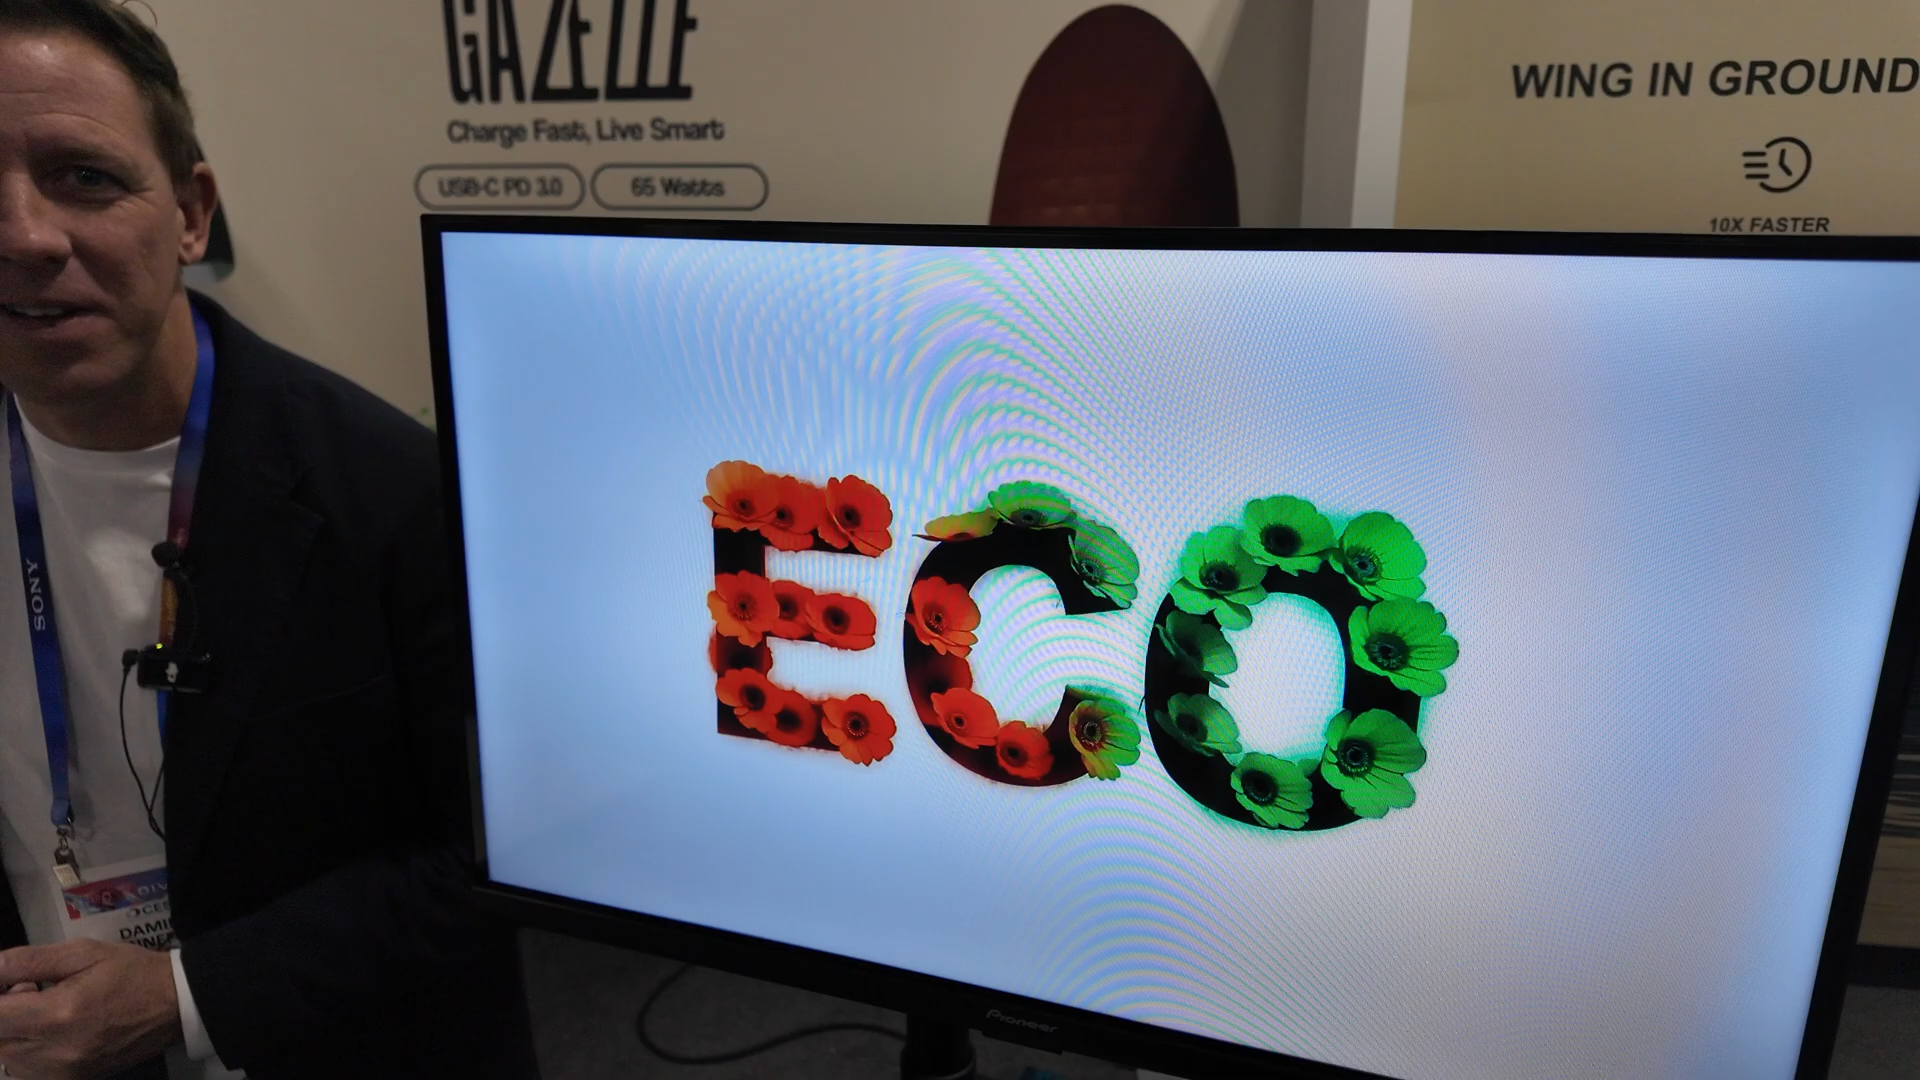 GAZELLE
Charge Fast, Live Smart
USB-C PD 3.0
65 Watts
WING IN GROUND
10X FASTER
ECO
SONY
CES
DAMI
Pioneer